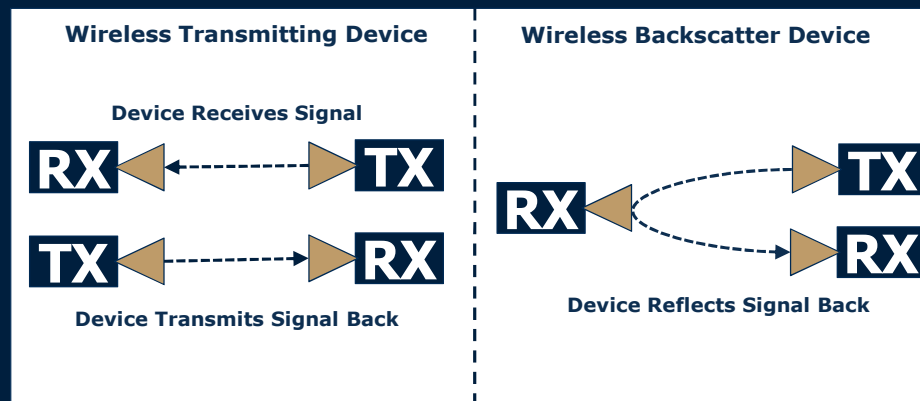 Wireless Transmitting Device
Device Receives Signal
RX TX
TX RX
Device Transmits Signal Back
Wireless Backscatter Device
TX
RX
RX
Device Reflects Signal Back